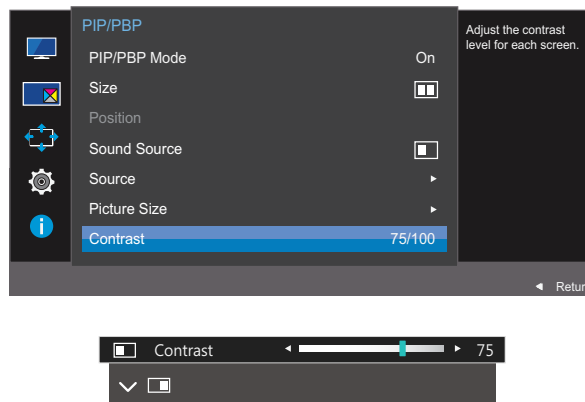 PIP/PBP
Adjust the contrast
level for each screen.
PIP/PBP Mode On
Size
Position
Sound Source
Source
Picture Size
Contrast 75/100
Retur
Contrast 75